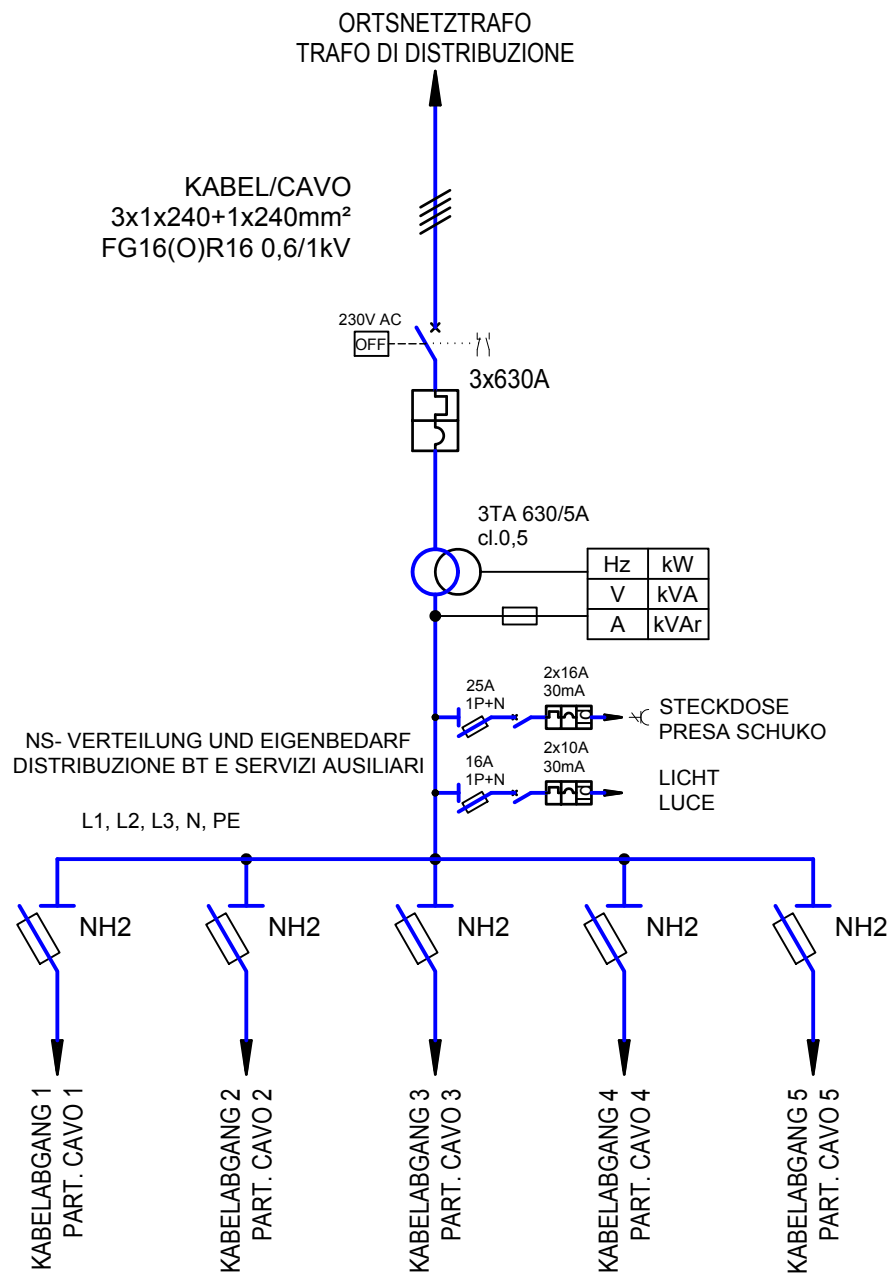 ORTSNETZTRAFO
TRAFO DI DISTRIBUZIONE
KABEL/CAVO
3x1x240+1x240mm²
FG16(O)R16 0,6/1kV
230V AC
OFF
3x630A
3TA 630/5A
cl.0,5
Hz kW
V kVA
A kVAr
25A
1P+N
2x16A
30mA
STECKDOSE
PRESA SCHUKO
NS- VERTEILUNG UND EIGENBEDARF
DISTRIBUZIONE BT E SERVIZI AUSILIARI
16A
1P+N
2x10A
30mA
LICHT
LUCE
L1, L2, L3, N, PE
NH2
NH2
NH2
NH2
NH2
KABELABGANG 1
PART. CAVO 1
KABELABGANG 2
PART. CAVO 2
KABELABGANG 3
PART. CAVO 3
KABELABGANG 4
PART. CAVO 4
KABELABGANG 5
PART. CAVO 5